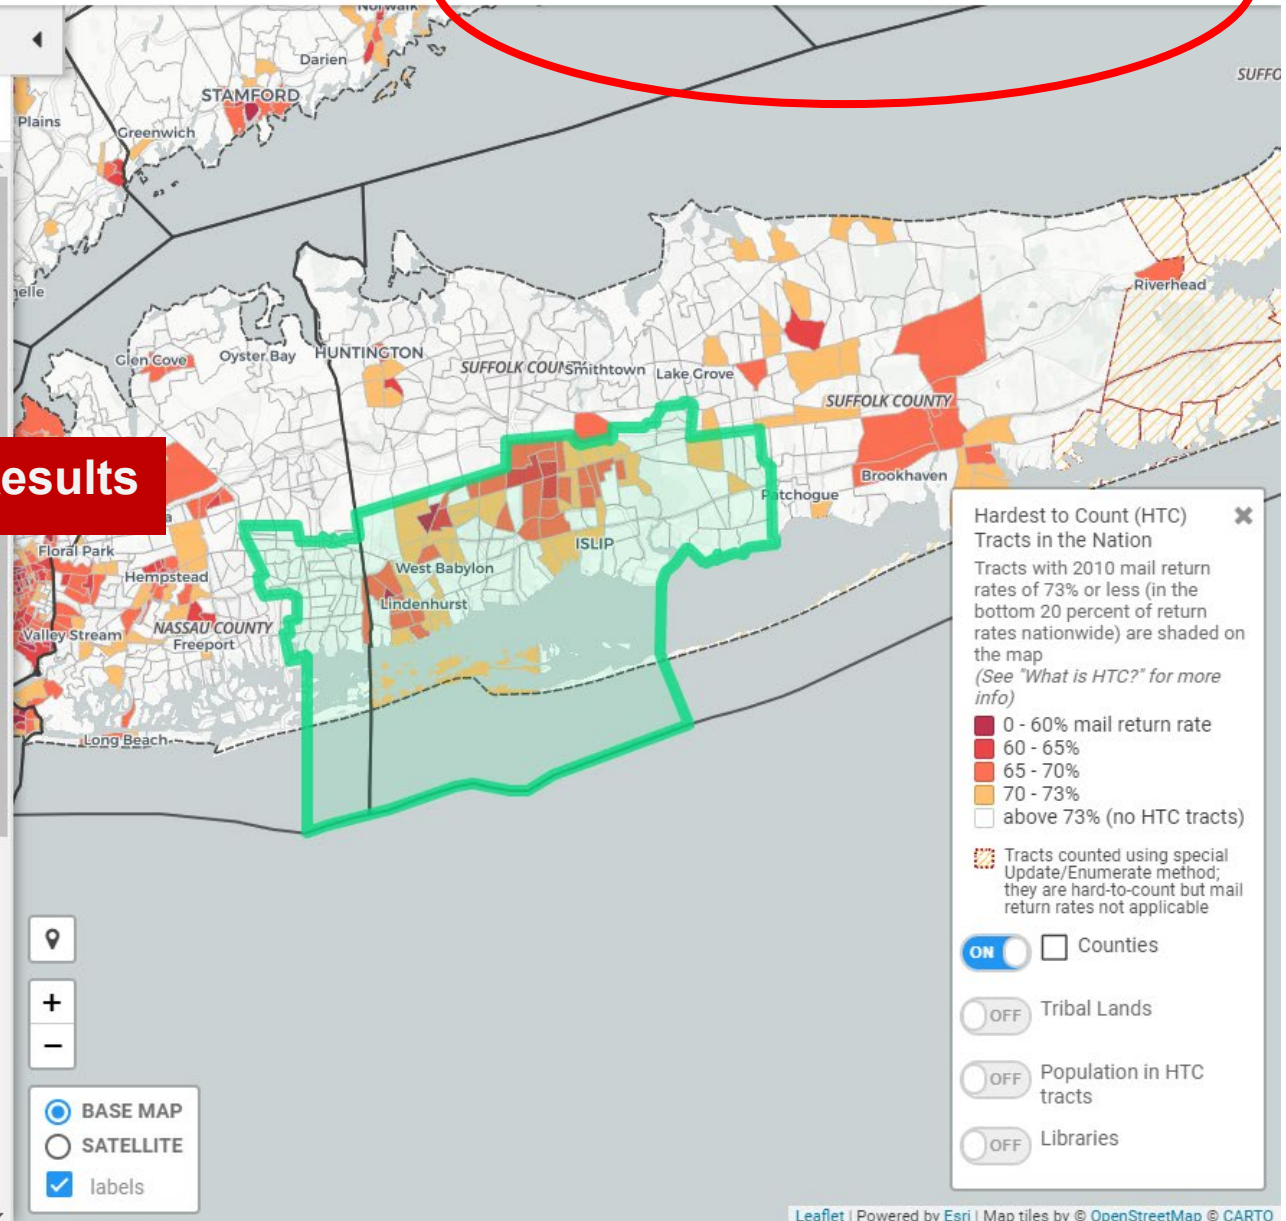 Norwalk
Darien
SUFFO
STAMFORD
Plains
Greenwich
Riverhead
elle
Glen Cove
Oyster Bay
HUNTINGTON
SUFFOLK COUN
Smithtown
Lake Grove
SUFFOLK COUNTY
esults
Brookhaven
Patchogue
a
Floral Park
ISLIP
West Babylon
Hempstead
Lindenhurst
Valley Stream
NASSAU COUNTY
Freeport
Long Beach
Hardest to Count (HTC)
Tracts in the Nation
Tracts with 2010 mail return
rates of 73% or less (in the
bottom 20 percent of return
rates nationwide) are shaded on
the map
(See "What is HTC?" for more
info)
0 - 60% mail return rate
60 - 65%
65 - 70%
70 - 73%
above 73% (no HTC tracts)
Tracts counted using special
Update/Enumerate method;
they are hard-to-count but mail
return rates not applicable
ON Counties
OFF Tribal Lands
OFF Population in HTC
tracts
OFF Libraries
+
−
BASE MAP
SATELLITE
labels
Leaflet | Powered by Esri | Map tiles by © OpenStreetMap © CARTO